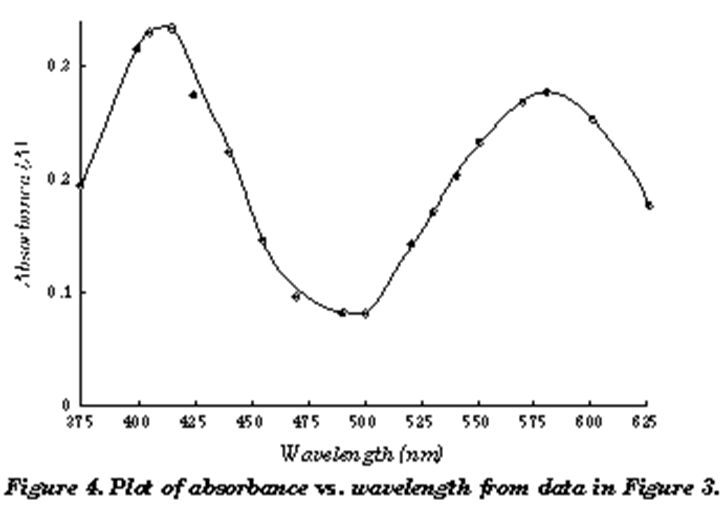 0.3
0.2
0.1
0
Absorbance (A)
375 400 425 450 475 500 525 550 575 600 625
Wavelength (nm)
Figure 4. Plot of absorbance vs. wavelength from data in Figure 3.